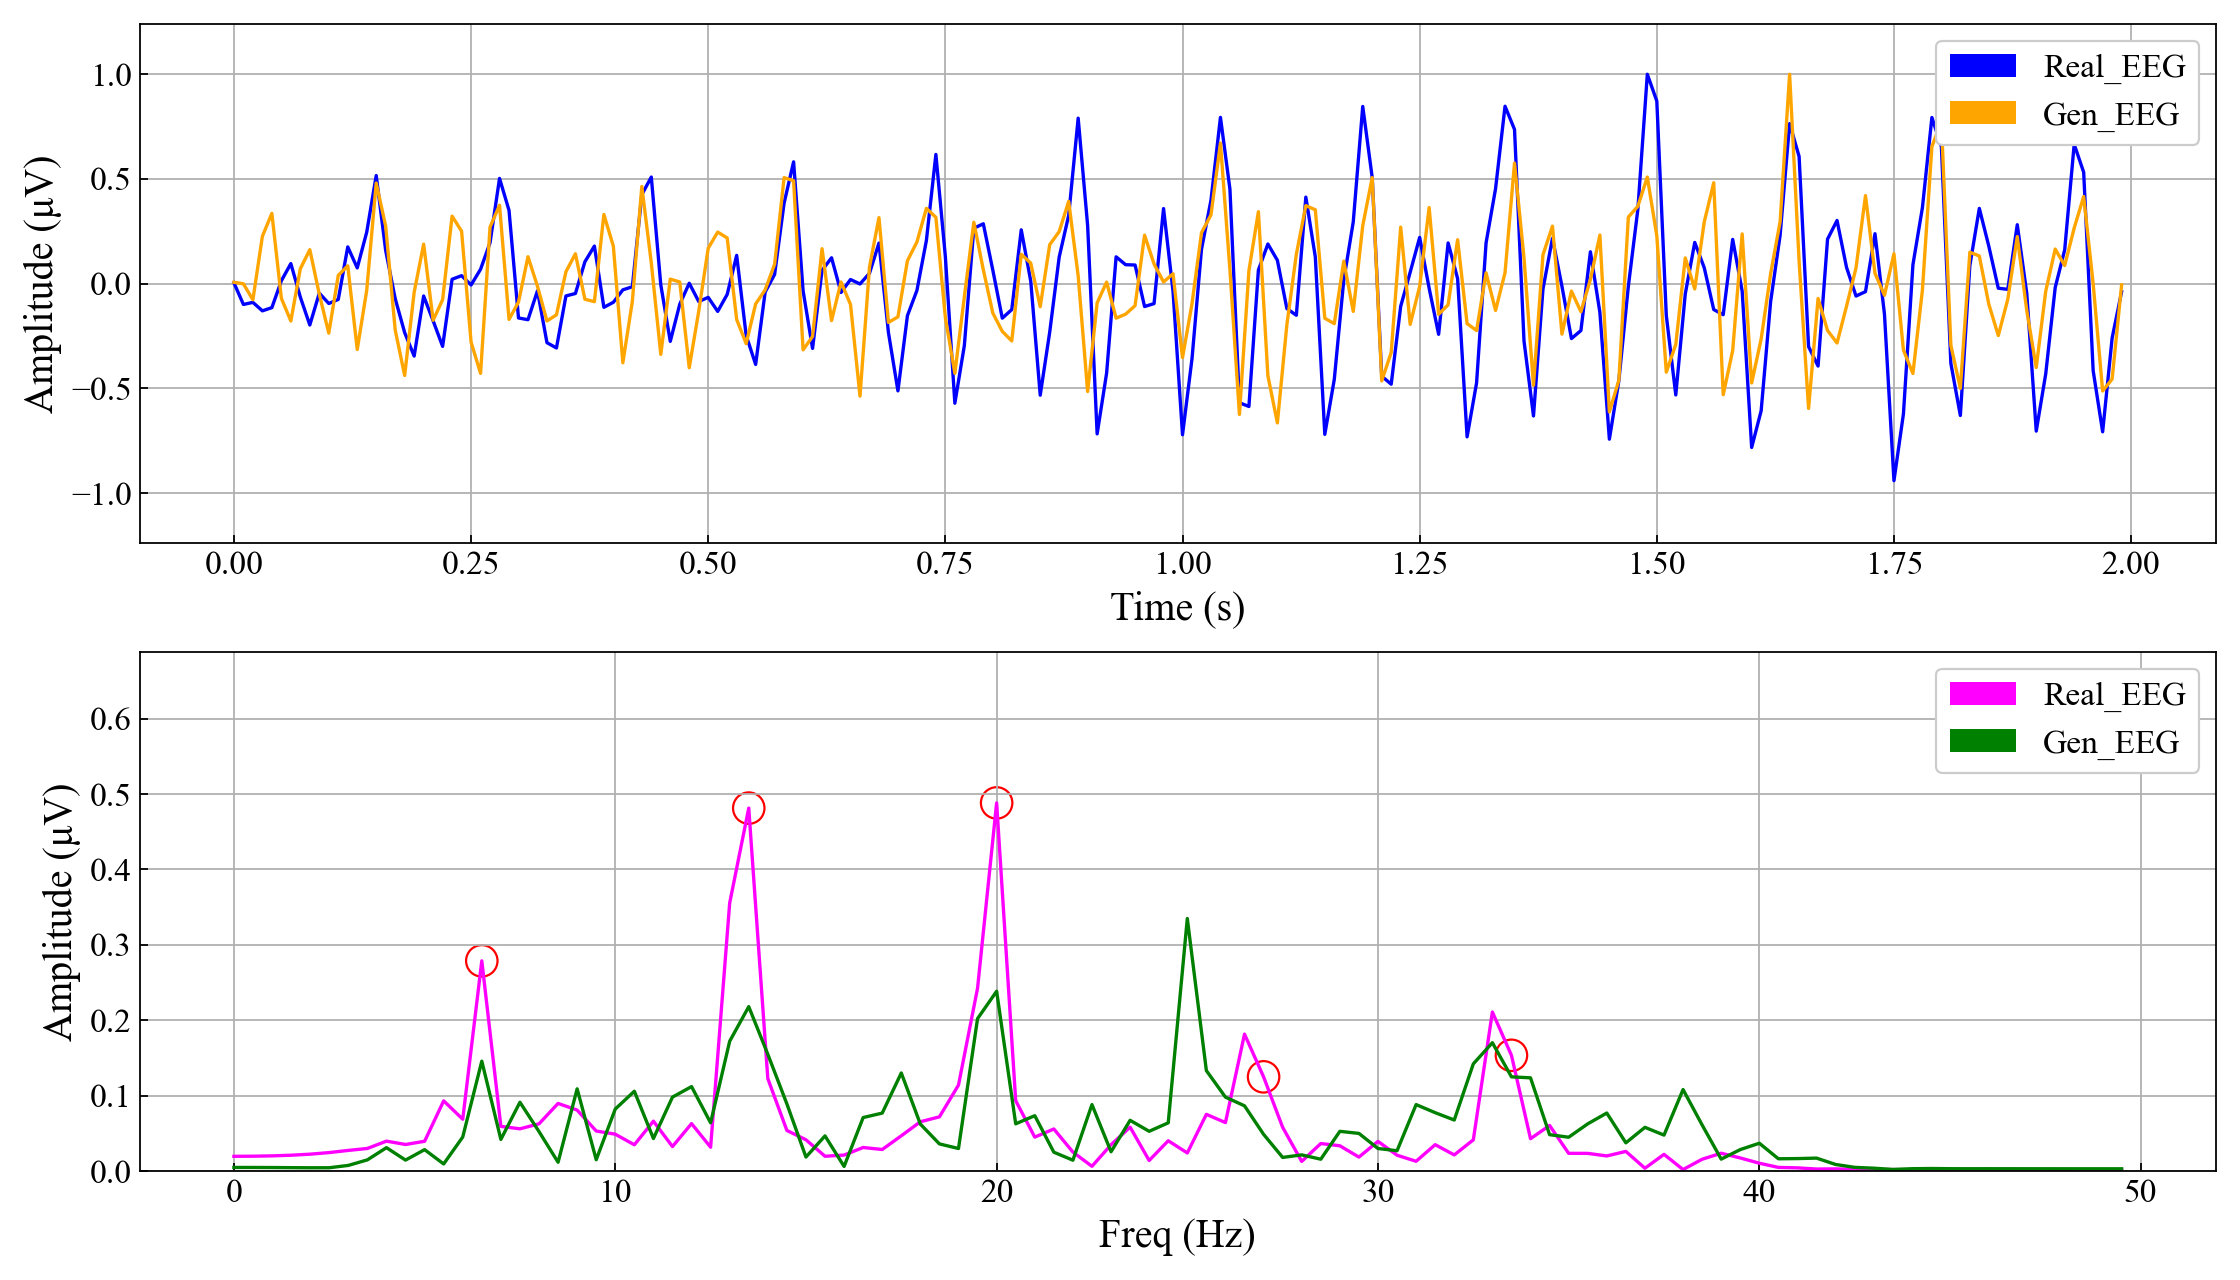 Real_EEG
Gen_EEG
Amplitude (μV)
1.0
0.5
0.0
−0.5
−1.0
0.00 0.25 0.50 0.75 1.00 1.25 1.50 1.75 2.00
Time (s)
Real_EEG
Gen_EEG
Amplitude (μV)
0.6
0.5
0.4
0.3
0.2
0.1
0.0
0 10 20 30 40 50
Freq (Hz)